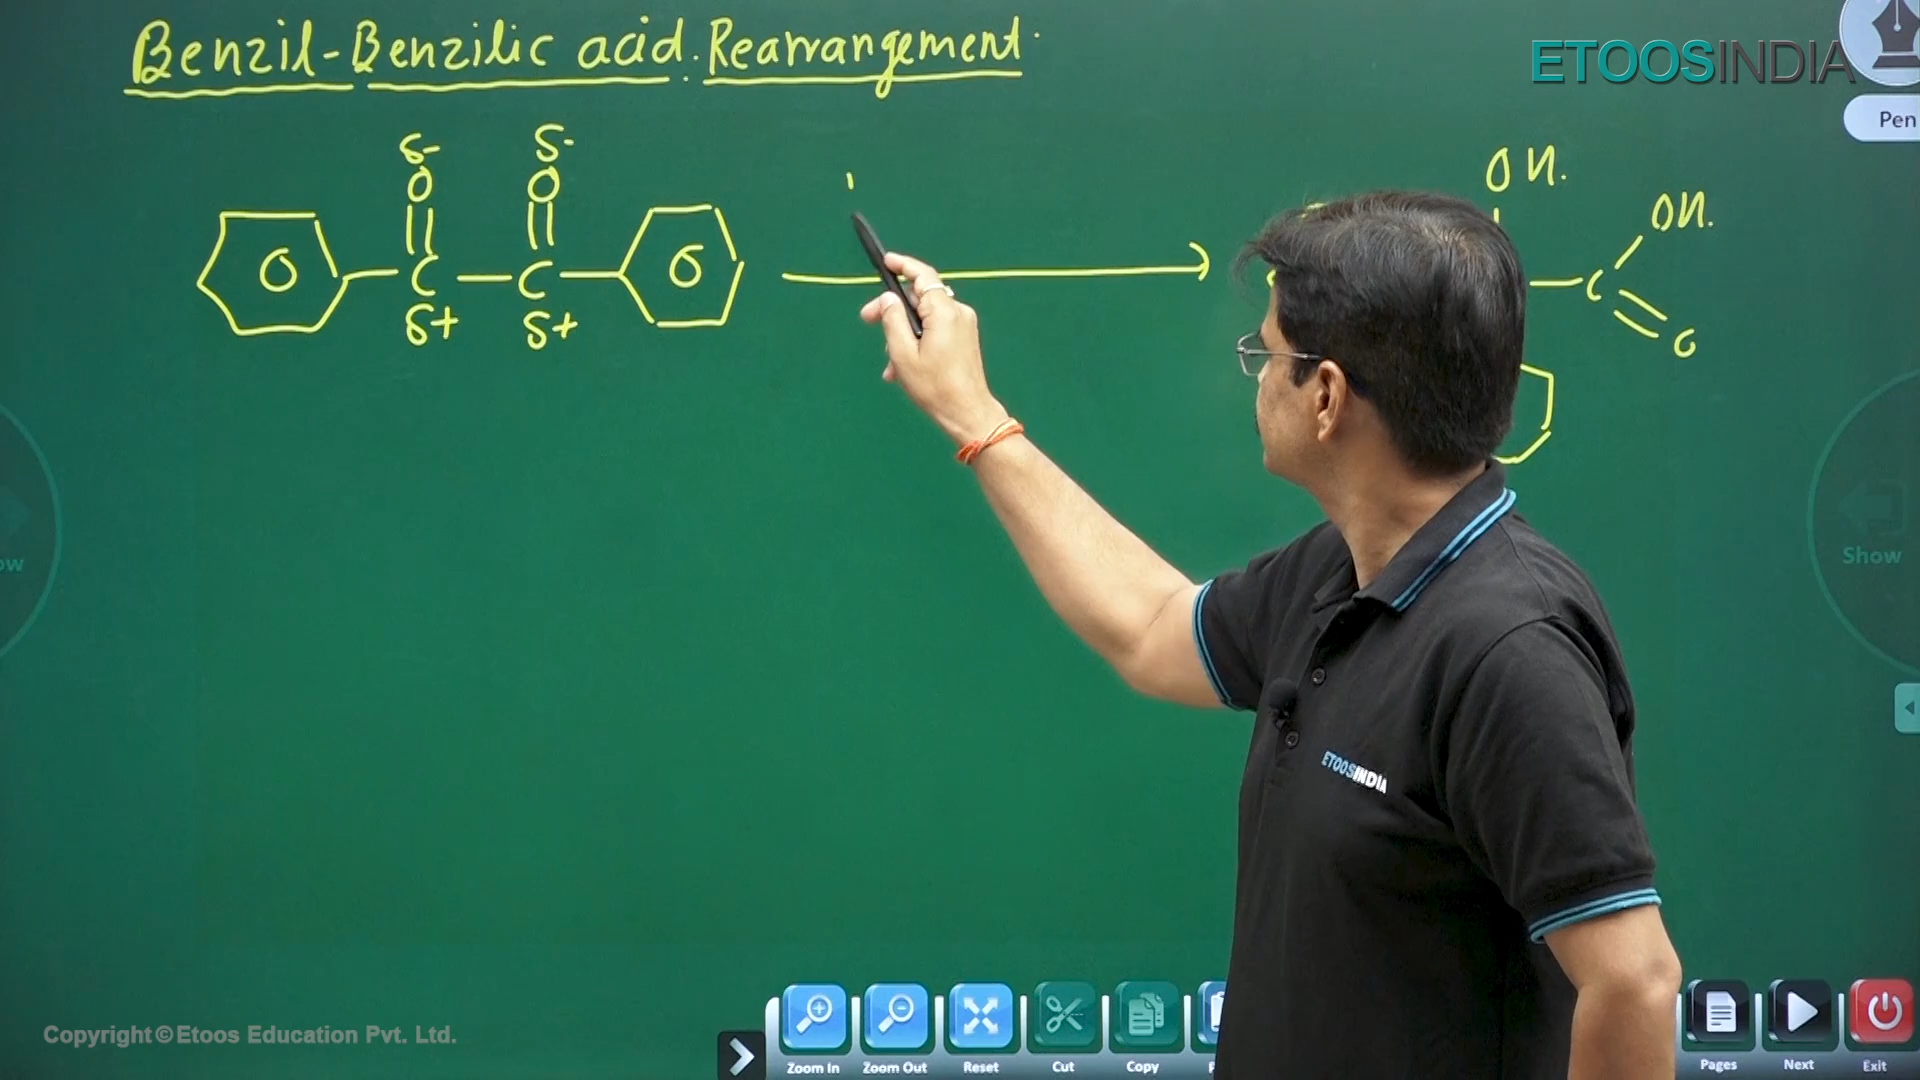 Benzil-Benzilic acid. Rearrangement.
ETOOSINDIA
Pen
δ- δ-
O O OH.
OH.
O C C O C
δ+ δ+ O
Show
ETOOSINDIA
Copyright © Etoos Education Pvt. Ltd.
Zoom In Zoom Out Reset Cut Copy Pages Next Exit